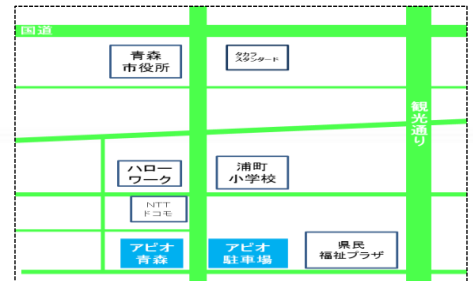 国道
青森
市役所
タカラ
スタンダード
観光通り
ハロー
ワーク
浦町
小学校
NTT
ドコモ
アピオ
青森
アピオ
駐車場
県民
福祉プラザ